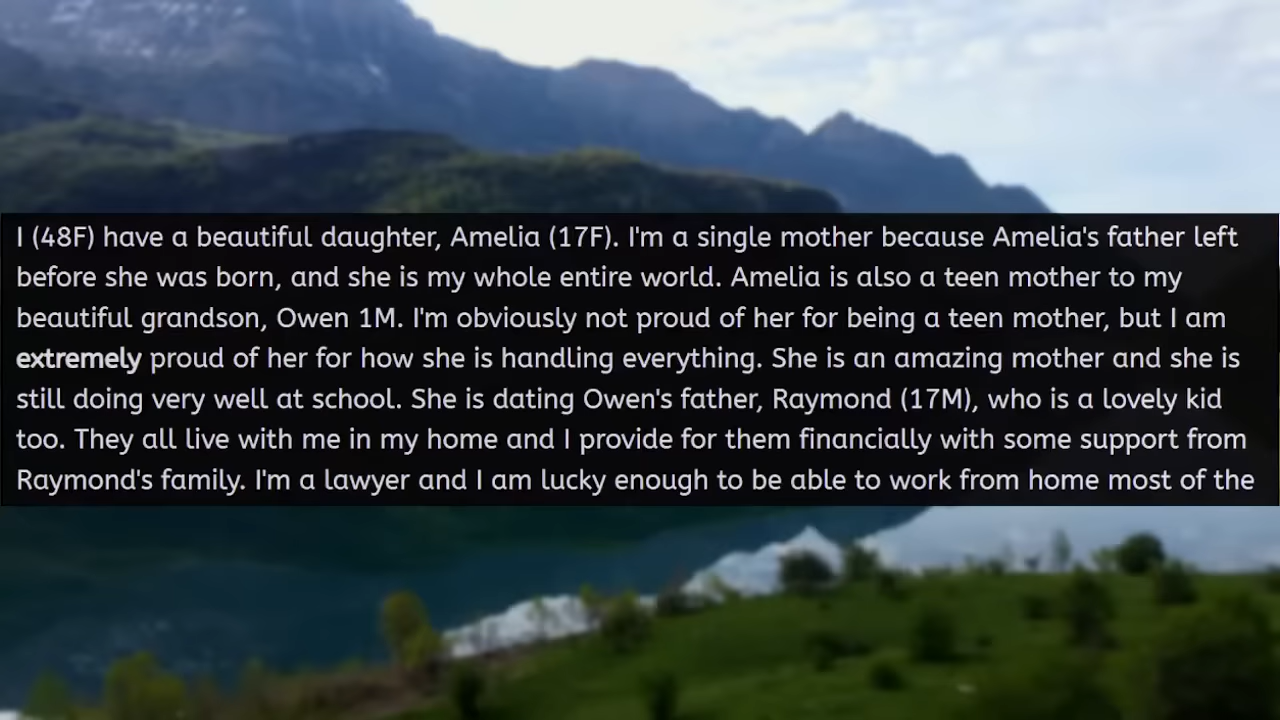 I (48F) have a beautiful daughter, Amelia (17F). I'm a single mother because Amelia's father left
before she was born, and she is my whole entire world. Amelia is also a teen mother to my
beautiful grandson, Owen 1M. I'm obviously not proud of her for being a teen mother, but I am
extremely proud of her for how she is handling everything. She is an amazing mother and she is
still doing very well at school. She is dating Owen's father, Raymond (17M), who is a lovely kid
too. They all live with me in my home and I provide for them financially with some support from
Raymond's family. I'm a lawyer and I am lucky enough to be able to work from home most of the